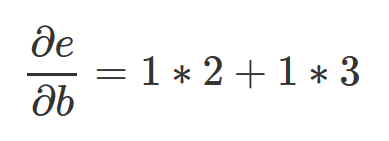 ∂e/∂b = 1 * 2 + 1 * 3